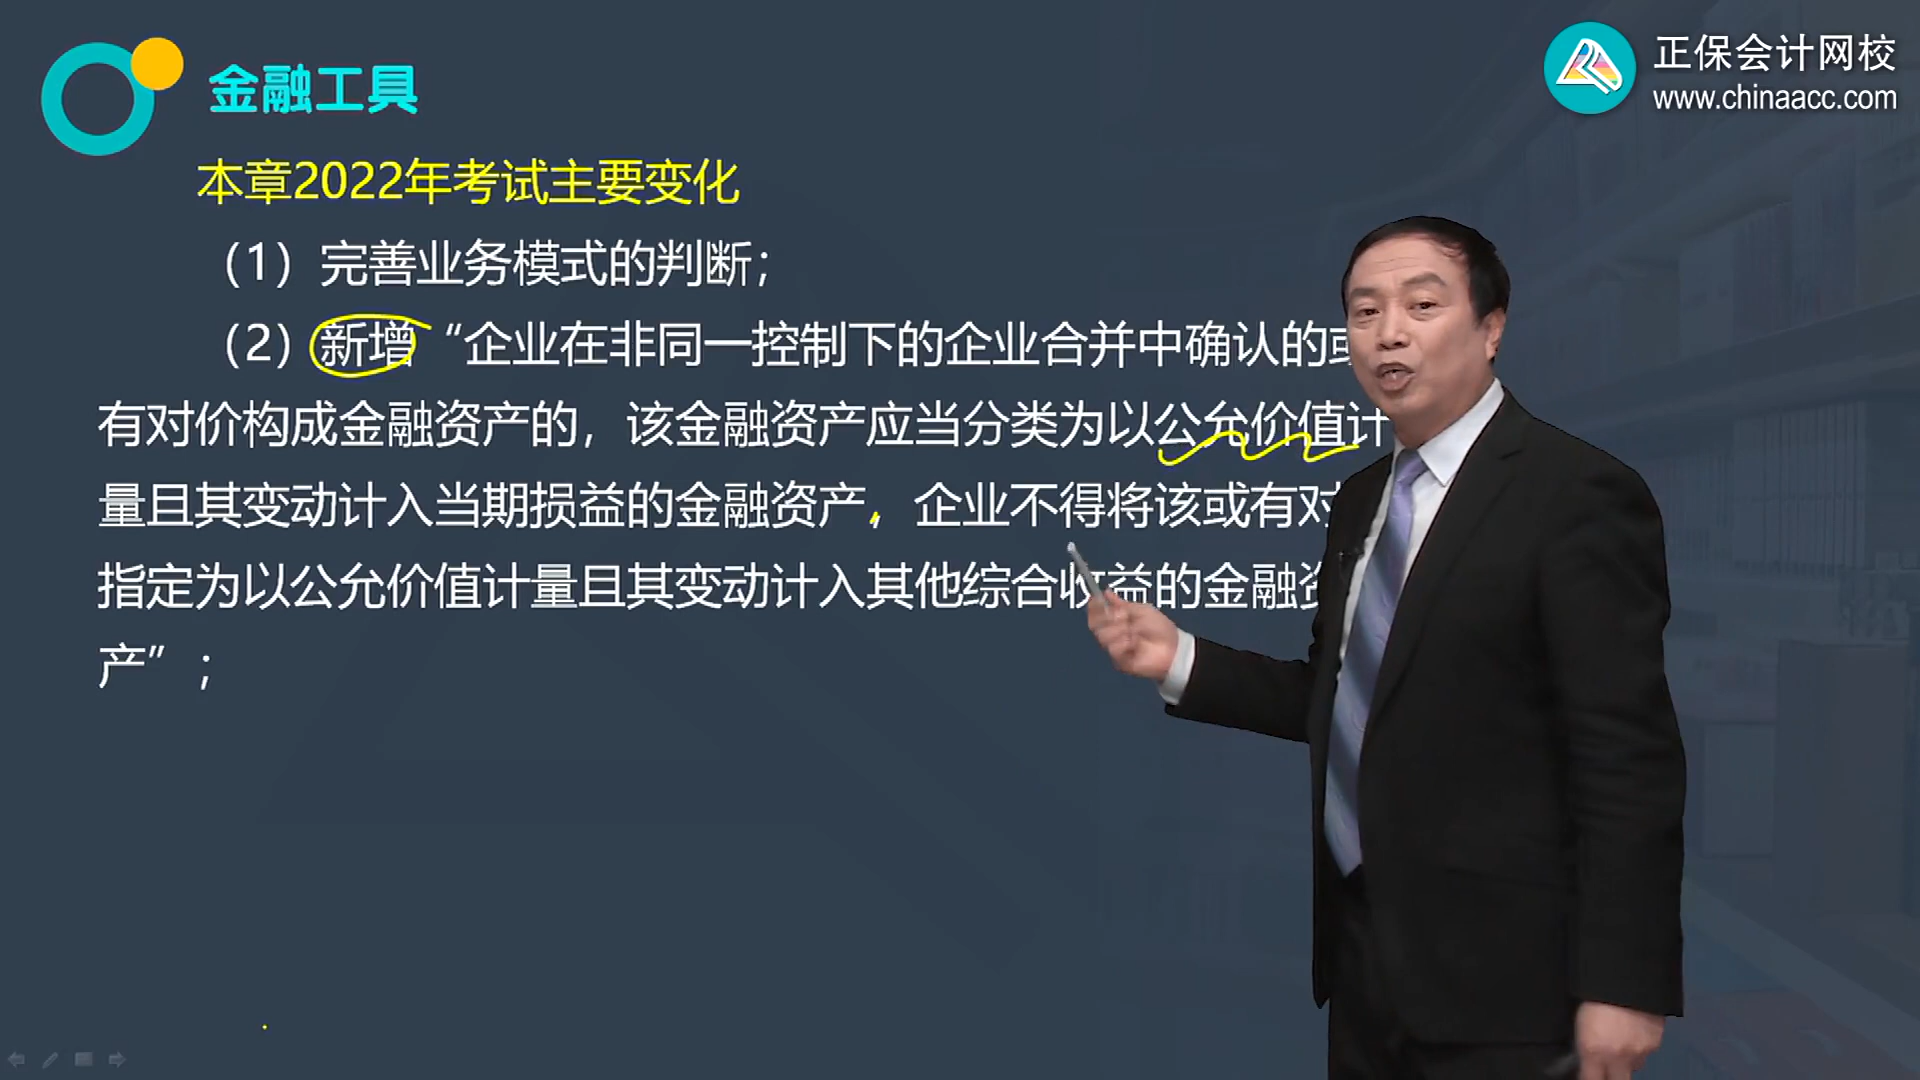 金融工具
正保会计网校
www.chinaacc.com
本章2022年考试主要变化
（1）完善业务模式的判断；
（2）新增“企业在非同一控制下的企业合并中确认的
有对价构成金融资产的，该金融资产应当分类为以公允价值计
量且其变动计入当期损益的金融资产，企业不得将该或有对
指定为以公允价值计量且其变动计入其他综合收益的金融资
产”；